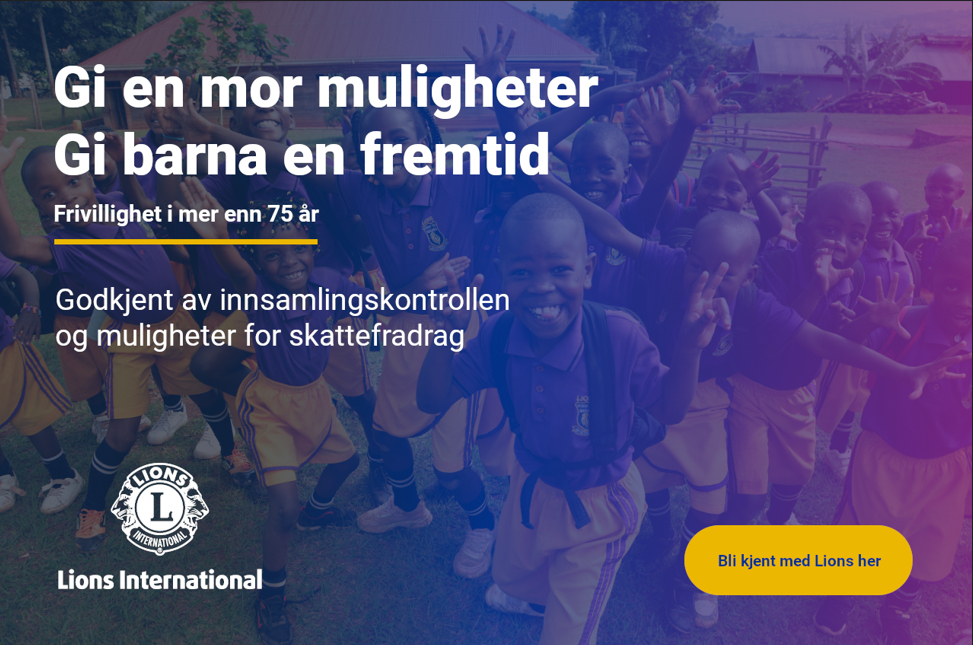 Gi en mor muligheter
Gi barna en fremtid
Frivillighet i mer enn 75 år
Godkjent av innsamlingskontrollen
og muligheter for skattefradrag
LIONS
L
INTERNATIONAL
Lions International
Bli kjent med Lions her